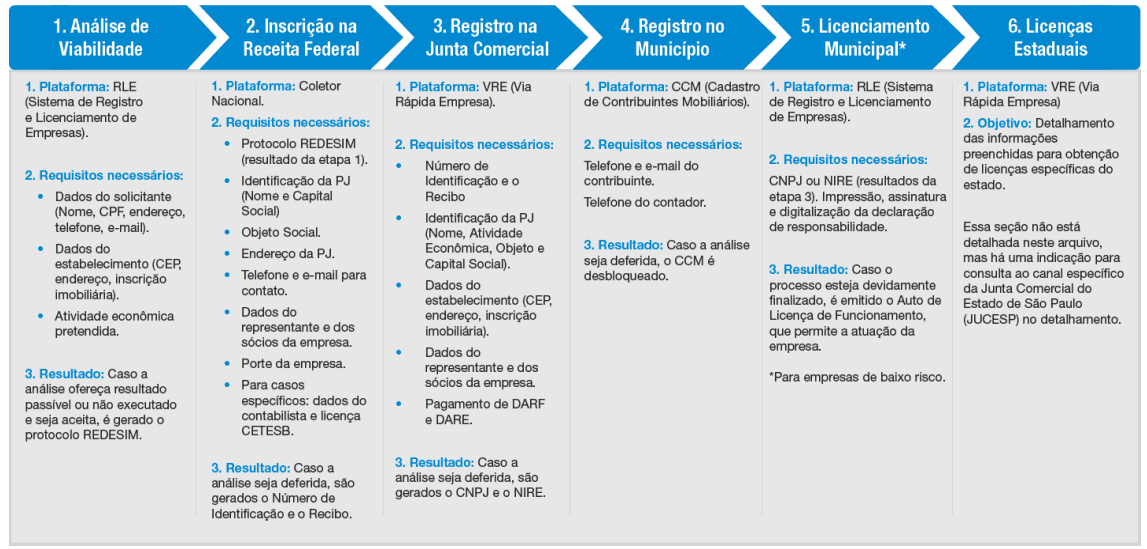 1. Análise de
Viabilidade
1. Plataforma: RLE
(Sistema de Registro
e Licenciamento de
Empresas).
2. Requisitos necessários:
• Dados do solicitante
(Nome, CPF, endereço,
telefone, e-mail).
• Dados do
estabelecimento (CEP,
endereço, inscrição
imobiliária).
• Atividade econômica
pretendida.
3. Resultado: Caso a
análise ofereça resultado
passível ou não executado
e seja aceita, é gerado o
protocolo REDESIM.
2. Inscrição na
Receita Federal
1. Plataforma: Coletor
Nacional.
2. Requisitos necessários:
• Protocolo REDESIM
(resultado da etapa 1).
• Identificação da PJ
(Nome e Capital
Social)
• Objeto Social.
• Endereço da PJ.
• Telefone e e-mail para
contato.
• Dados do
representante e dos
sócios da empresa.
• Porte da empresa.
• Para casos
específicos: dados do
contabilista e licença
CETESB.
3. Resultado: Caso a
análise seja deferida, são
gerados o Número de
Identificação e o Recibo.
3. Registro na
Junta Comercial
1. Plataforma: VRE (Via
Rápida Empresa).
2. Requisitos necessários:
• Número de
Identificação e o
Recibo
• Identificação da PJ
(Nome, Atividade
Econômica, Objeto e
Capital Social).
• Dados do
estabelecimento (CEP,
endereço, inscrição
imobiliária).
• Dados do
representante e dos
sócios da empresa.
• Pagamento de DARF
e DARE.
3. Resultado: Caso a
análise seja deferida, são
gerados o CNPJ e o NIRE.
4. Registro no
Município
1. Plataforma: CCM (Cadastro
de Contribuintes Mobiliários).
2. Requisitos necessários:
Telefone e e-mail do
contribuinte.
Telefone do contador.
3. Resultado: Caso a análise
seja deferida, o CCM é
desbloqueado.
5. Licenciamento
Municipal*
1. Plataforma: RLE (Sistema
de Registro e Licenciamento
de Empresas).
2. Requisitos necessários:
CNPJ ou NIRE (resultados da
etapa 3). Impressão, assinatura
e digitalização da declaração
de responsabilidade.
3. Resultado: Caso o
processo esteja devidamente
finalizado, é emitido o Auto de
Licença de Funcionamento,
que permite a atuação da
empresa.
*Para empresas de baixo risco.
6. Licenças
Estaduais
1. Plataforma: VRE (Via
Rápida Empresa)
2. Objetivo: Detalhamento
das informações
preenchidas para obtenção
de licenças específicas do
estado.
Essa seção não está
detalhada neste arquivo,
mas há uma indicação para
consulta ao canal específico
da Junta Comercial do
Estado de São Paulo
(JUCESP) no detalhamento.